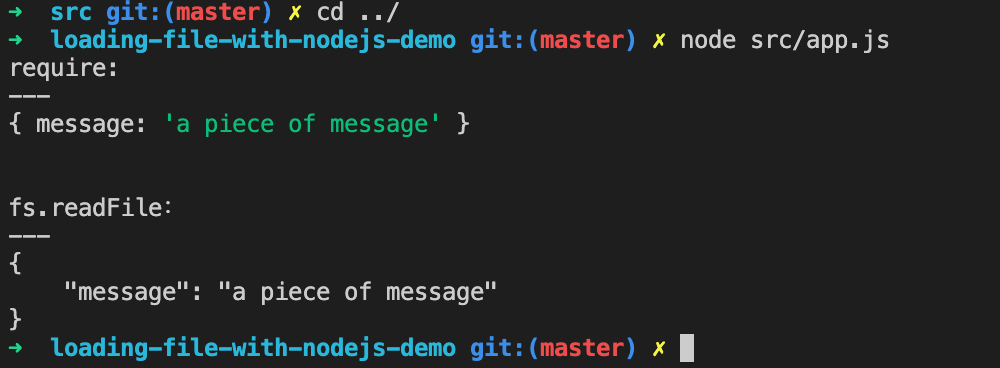 ➜  src git:(master) ✗ cd ../
➜  loading-file-with-nodejs-demo git:(master) ✗ node src/app.js
require:
---
{ message: 'a piece of message' }
fs.readFile:
---
{
    "message": "a piece of message"
}
➜  loading-file-with-nodejs-demo git:(master) ✗